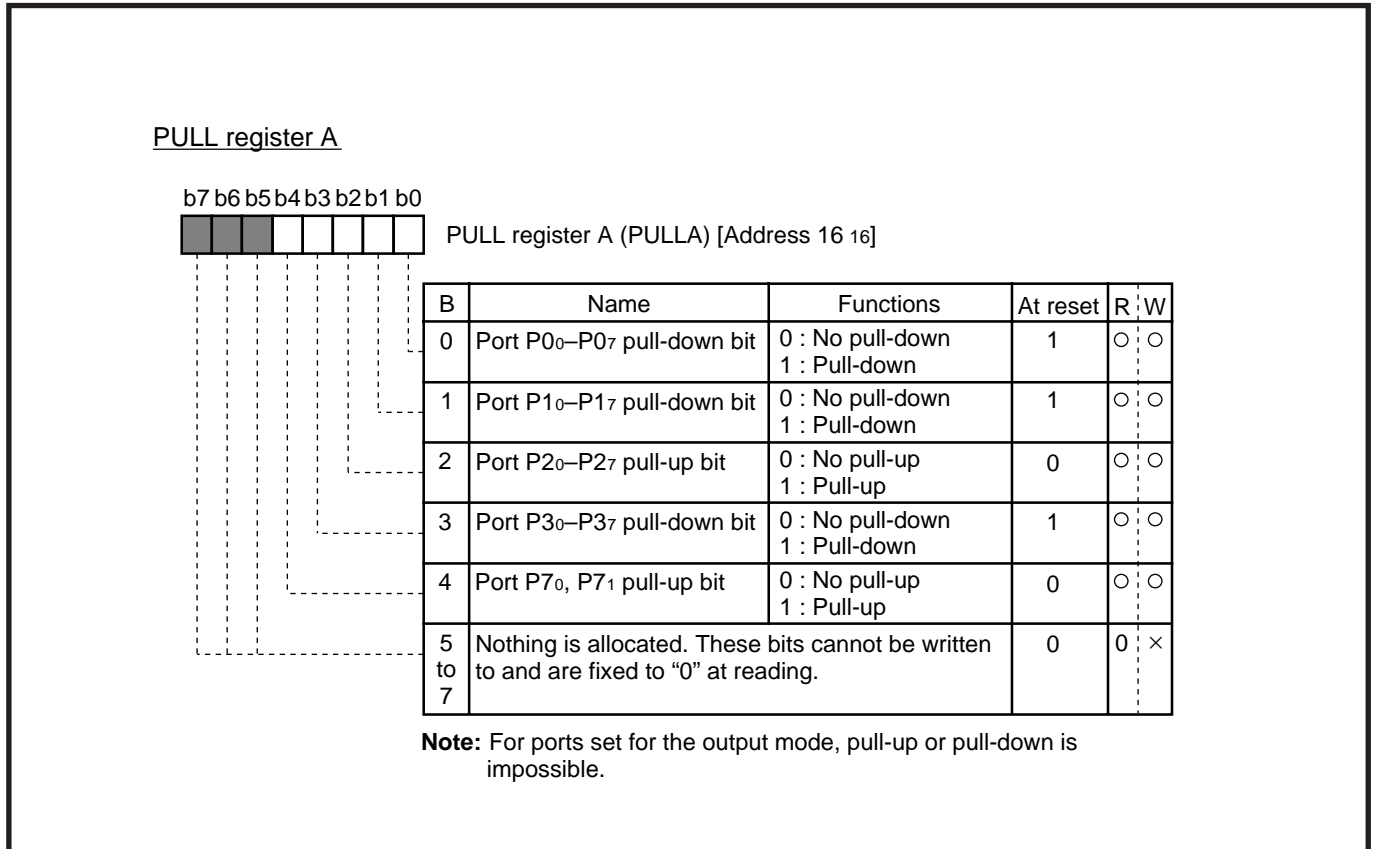 PULL register A
b7 b6 b5 b4 b3 b2 b1 b0
PULL register A (PULLA) [Address 16 16]
B Name Functions At reset R W
0 Port P00–P07 pull-down bit 0 : No pull-down 1 ○ ○
1 : Pull-down
1 Port P10–P17 pull-down bit 0 : No pull-down 1 ○ ○
1 : Pull-down
2 Port P20–P27 pull-up bit 0 : No pull-up 0 ○ ○
1 : Pull-up
3 Port P30–P37 pull-down bit 0 : No pull-down 1 ○ ○
1 : Pull-down
4 Port P70, P71 pull-up bit 0 : No pull-up 0 ○ ○
1 : Pull-up
5 Nothing is allocated. These bits cannot be written 0 0 ×
to to and are fixed to “0” at reading.
7
Note: For ports set for the output mode, pull-up or pull-down is
impossible.